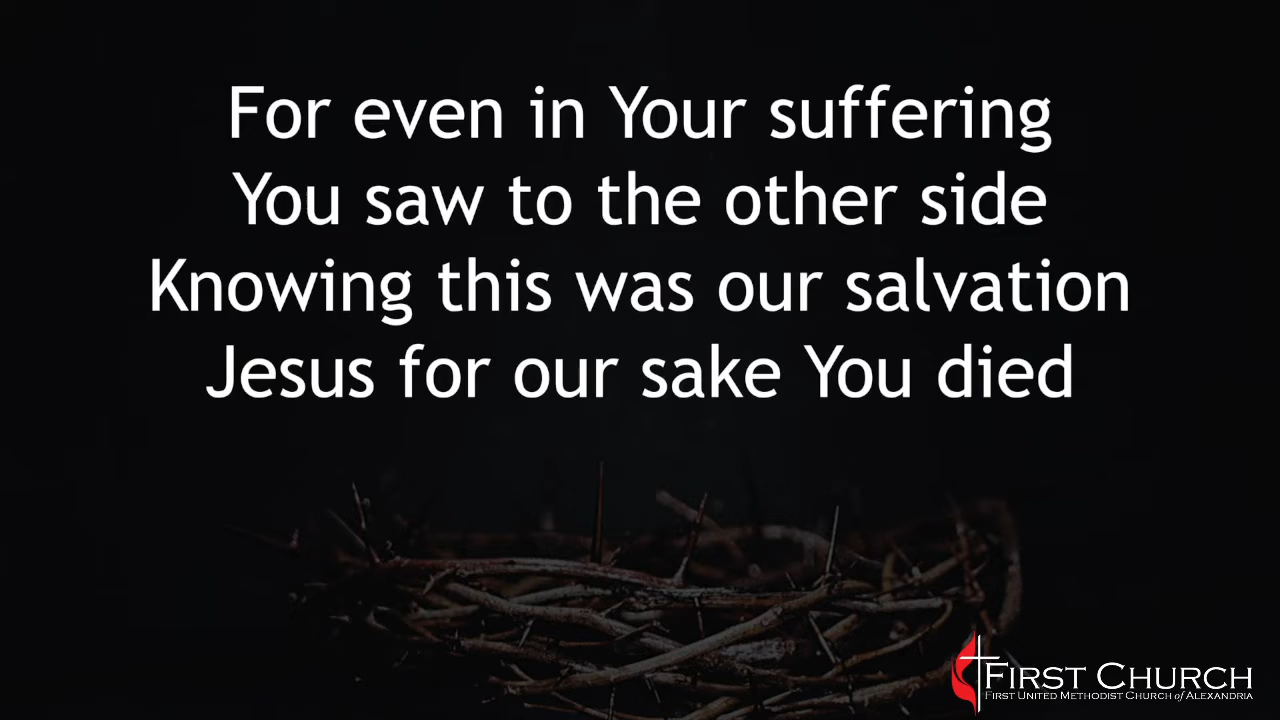 For even in Your suffering
You saw to the other side
Knowing this was our salvation
Jesus for our sake You died
FIRST CHURCH
FIRST UNITED METHODIST CHURCH of ALEXANDRIA